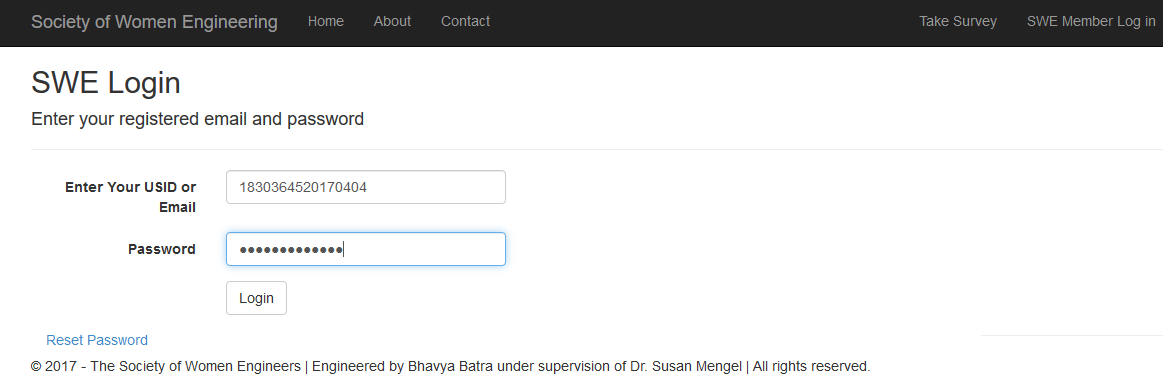 Society of Women Engineering Home About Contact Take Survey SWE Member Log in
SWE Login
Enter your registered email and password
Enter Your USID or
Email
1830364520170404
Password
●●●●●●●●●●●●●
Login
Reset Password
© 2017 - The Society of Women Engineers | Engineered by Bhavya Batra under supervision of Dr. Susan Mengel | All rights reserved.